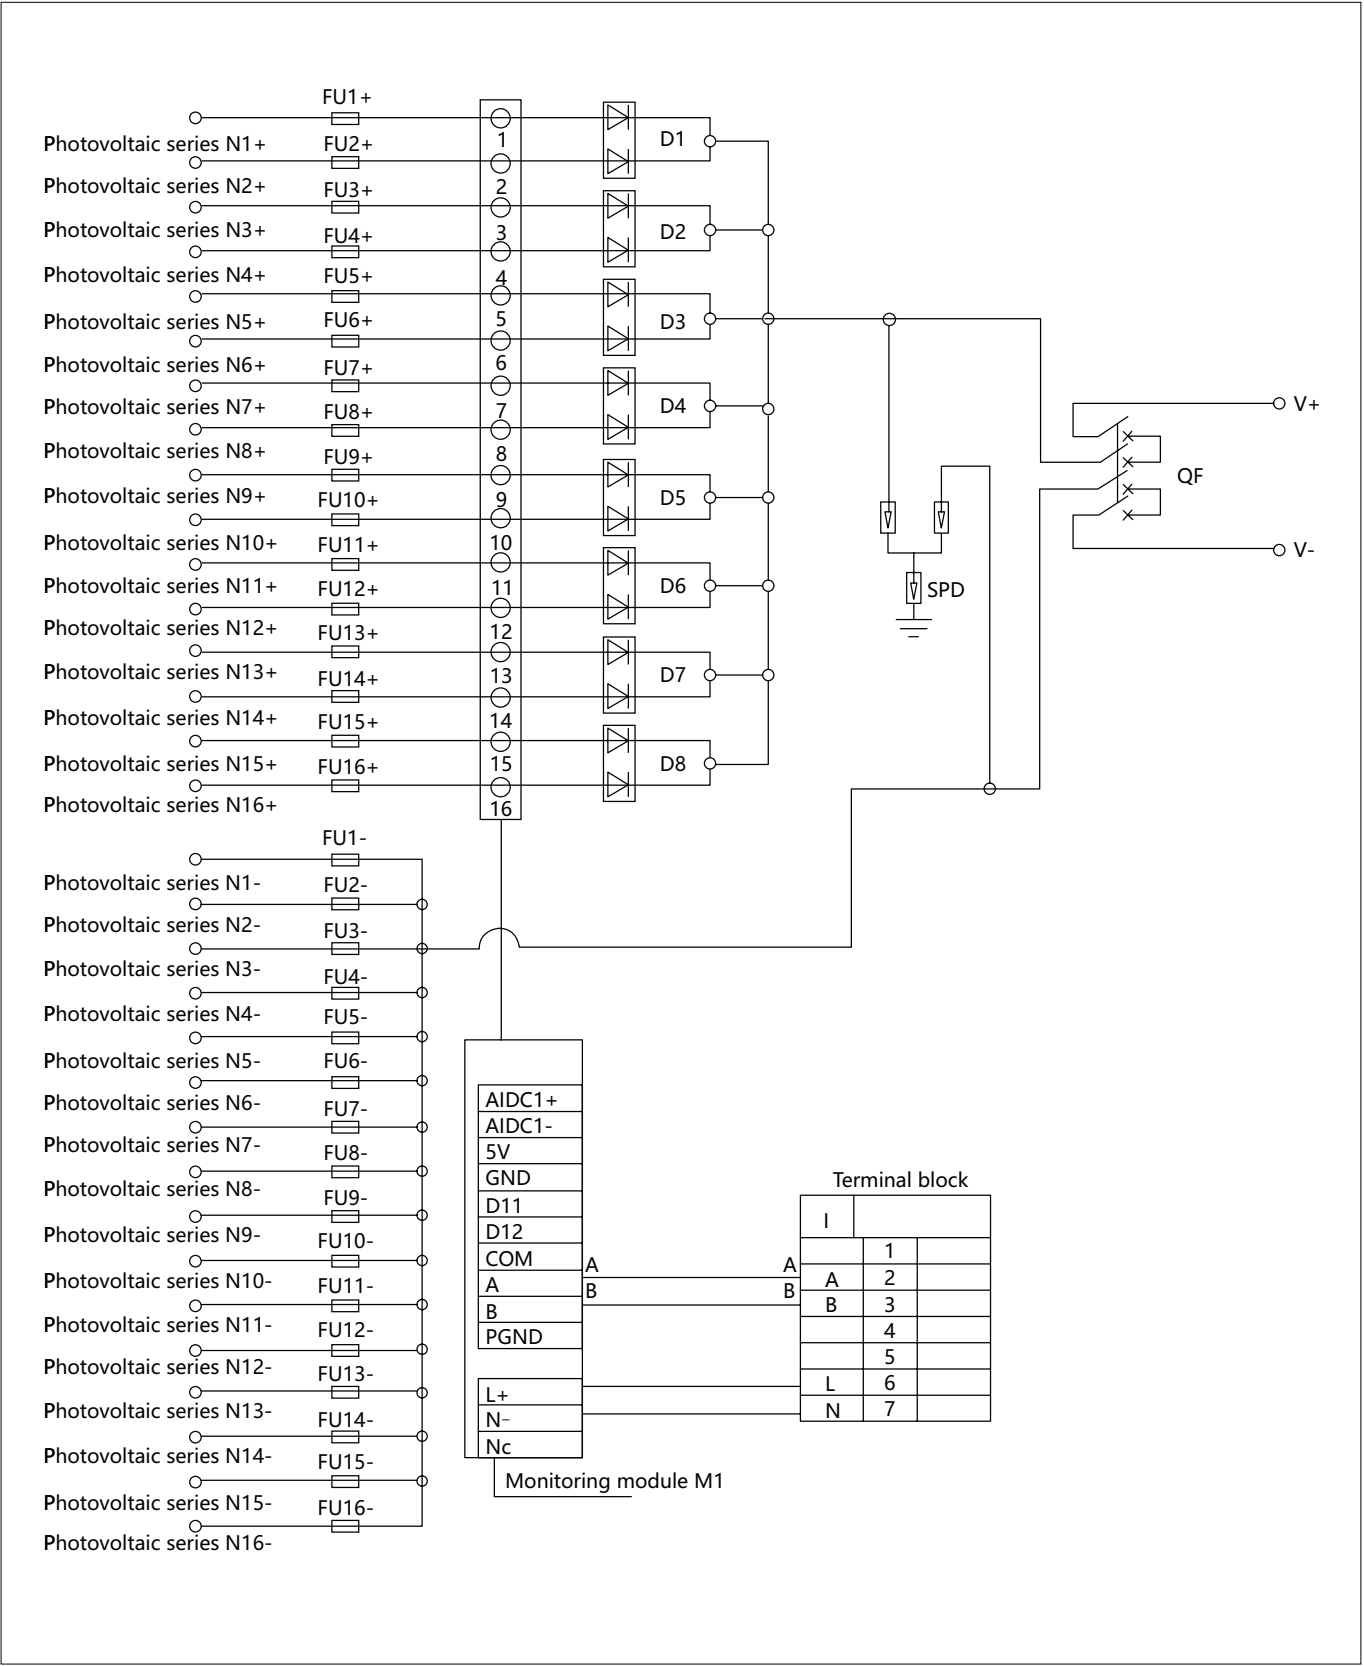 FU1+
Photovoltaic series N1+
FU2+
Photovoltaic series N2+
FU3+
Photovoltaic series N3+
FU4+
Photovoltaic series N4+
FU5+
Photovoltaic series N5+
FU6+
Photovoltaic series N6+
FU7+
Photovoltaic series N7+
FU8+
Photovoltaic series N8+
FU9+
Photovoltaic series N9+
FU10+
Photovoltaic series N10+
FU11+
Photovoltaic series N11+
FU12+
Photovoltaic series N12+
FU13+
Photovoltaic series N13+
FU14+
Photovoltaic series N14+
FU15+
Photovoltaic series N15+
FU16+
Photovoltaic series N16+
1
2
3
4
5
6
7
8
9
10
11
12
13
14
15
16
D1
D2
D3
D4
D5
D6
D7
D8
V+
QF
V-
SPD
FU1-
Photovoltaic series N1-
FU2-
Photovoltaic series N2-
FU3-
Photovoltaic series N3-
FU4-
Photovoltaic series N4-
FU5-
Photovoltaic series N5-
FU6-
Photovoltaic series N6-
FU7-
Photovoltaic series N7-
FU8-
Photovoltaic series N8-
FU9-
Photovoltaic series N9-
FU10-
Photovoltaic series N10-
FU11-
Photovoltaic series N11-
FU12-
Photovoltaic series N12-
FU13-
Photovoltaic series N13-
FU14-
Photovoltaic series N14-
FU15-
Photovoltaic series N15-
FU16-
Photovoltaic series N16-
AIDC1+
AIDC1-
5V
GND
D11
D12
COM
A
B
PGND
L+
N-
Nc
Monitoring module M1
A
B
A
B
Terminal block
I
1
A 2
B 3
4
5
L 6
N 7